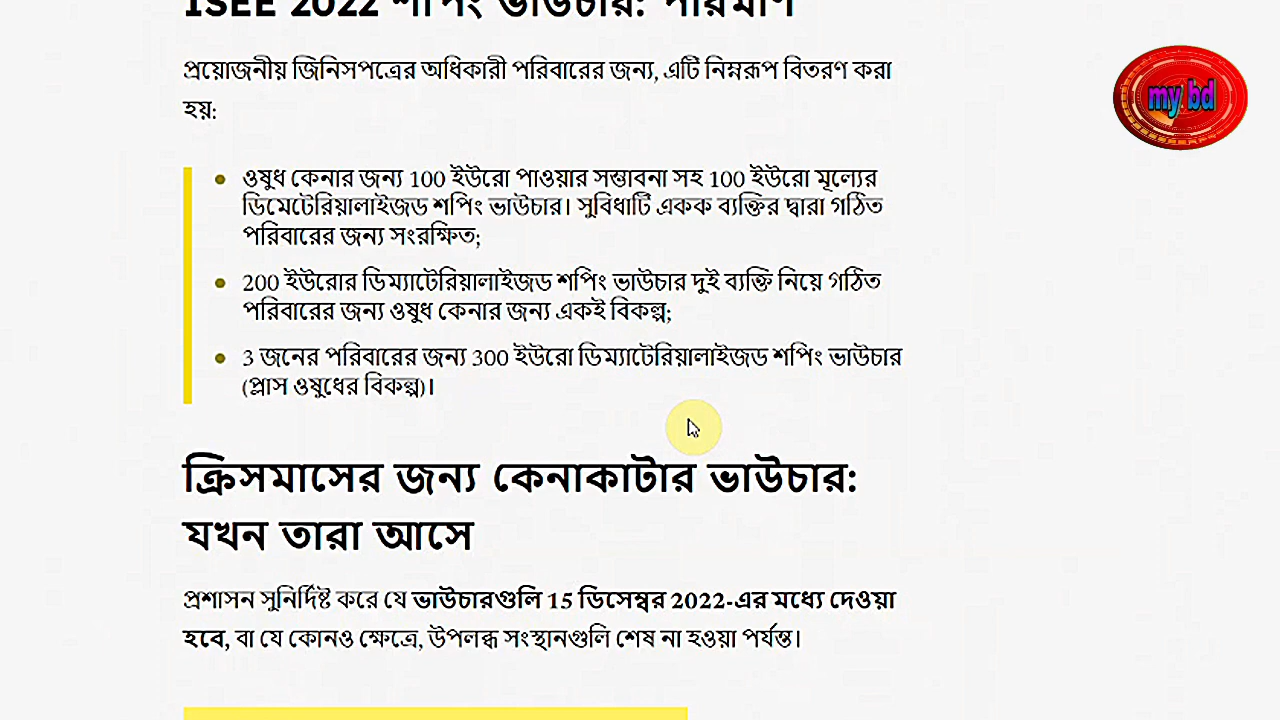 ISEE 2022 শপিং ভাউচার: পরিমাণ
প্রয়োজনীয় জিনিসপত্রের অধিকারী পরিবারের জন্য, এটি নিম্নরূপ বিতরণ করা
হয়:
my bd
ওষুধ কেনার জন্য 100 ইউরো পাওয়ার সম্ভাবনা সহ 100 ইউরো মূল্যের
ডিমেটেরিয়ালাইজড শপিং ভাউচার। সুবিধাটি একক ব্যক্তির দ্বারা গঠিত
পরিবারের জন্য সংরক্ষিত;
200 ইউরোর ডিম্যাটেরিয়ালাইজড শপিং ভাউচার দুই ব্যক্তি নিয়ে গঠিত
পরিবারের জন্য ওষুধ কেনার জন্য একই বিকল্প;
3 জনের পরিবারের জন্য 300 ইউরো ডিম্যাটেরিয়ালাইজড শপিং ভাউচার
(প্লাস ওষুধের বিকল্প)।
ক্রিসমাসের জন্য কেনাকাটার ভাউচার:
যখন তারা আসে
প্রশাসন সুনির্দিষ্ট করে যে ভাউচারগুলি 15 ডিসেম্বর 2022-এর মধ্যে দেওয়া
হবে, বা যে কোনও ক্ষেত্রে, উপলব্ধ সংস্থানগুলি শেষ না হওয়া পর্যন্ত।